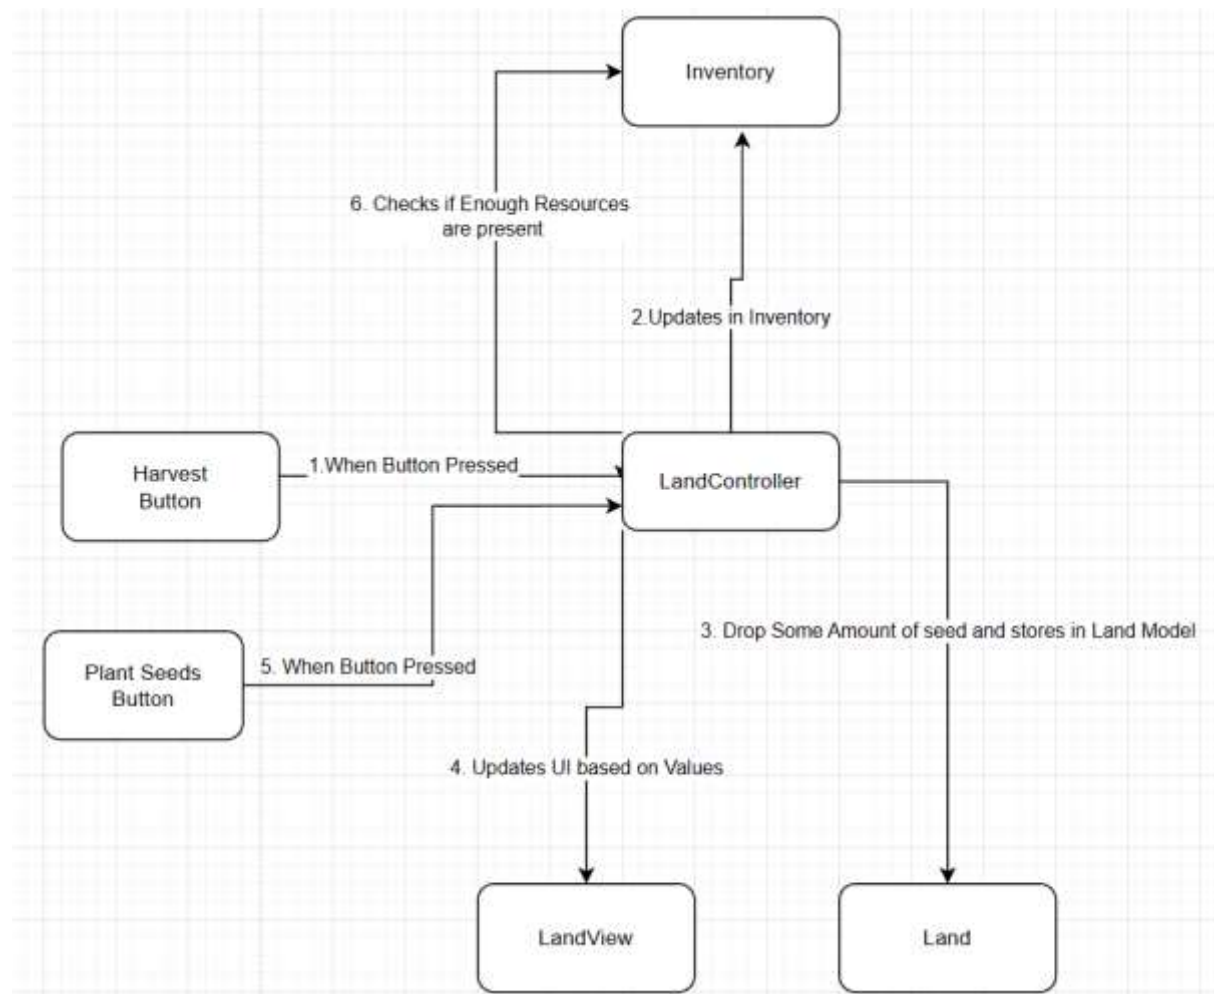 Inventory
6. Checks if Enough Resources
are present
2.Updates in Inventory
Harvest
Button
1.When Button Pressed
LandController
3. Drop Some Amount of seed and stores in Land Model
Plant Seeds
Button
5. When Button Pressed
4. Updates UI based on Values
LandView
Land